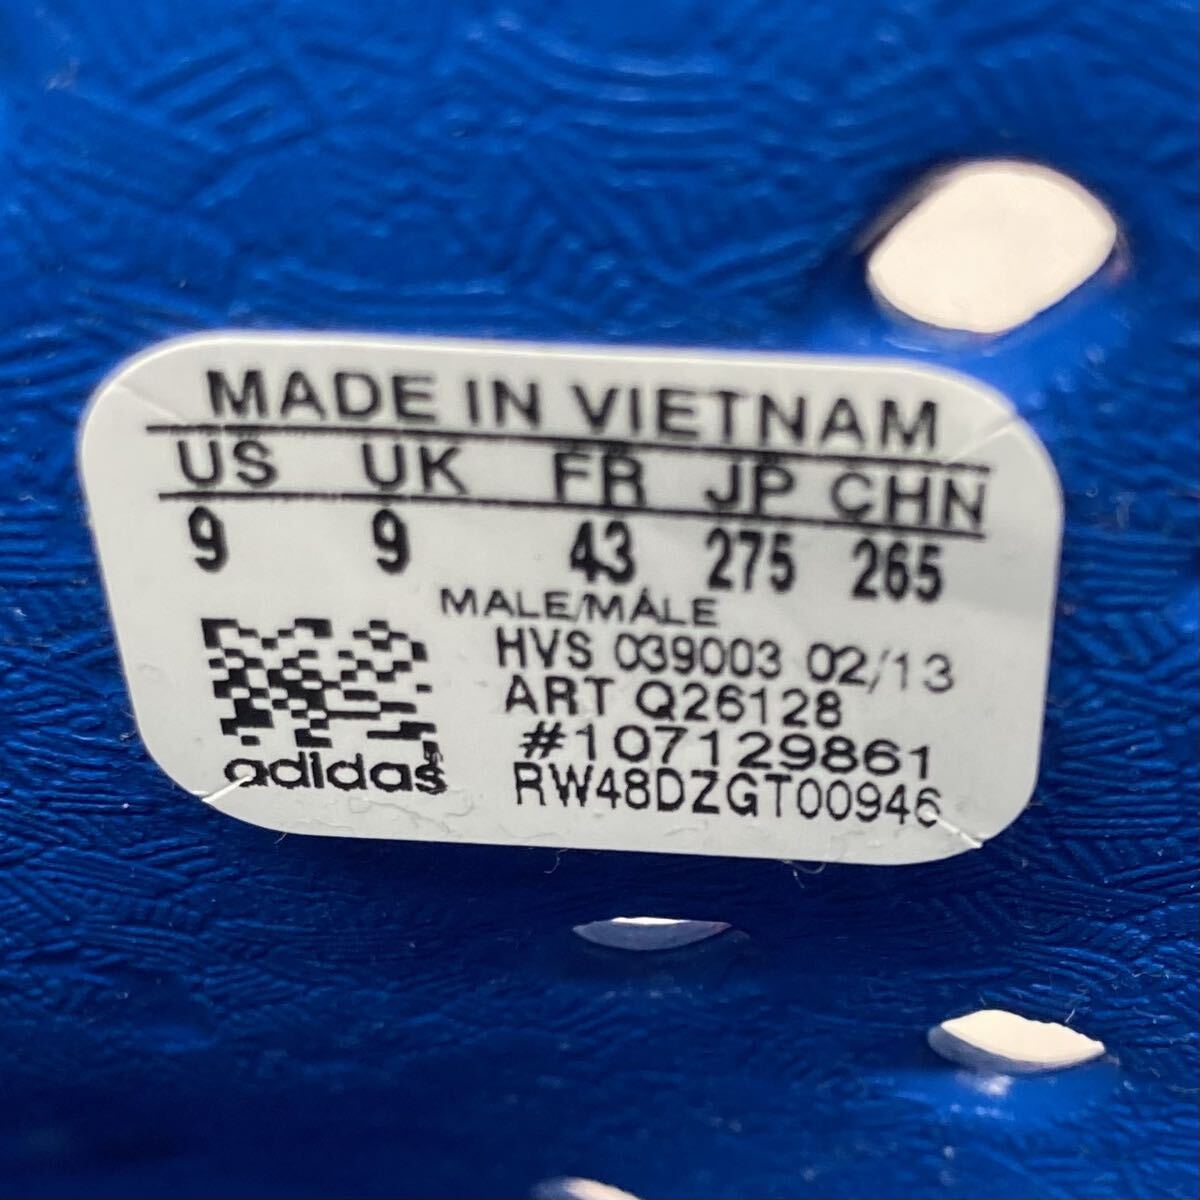 MADE IN VIETNAM
US UK FR JP CHN
9 9 43 275 265
MALE/MÂLE
HVS 039003 02/13
ART Q26128
#107129861
RW48DZGT00946
adidas